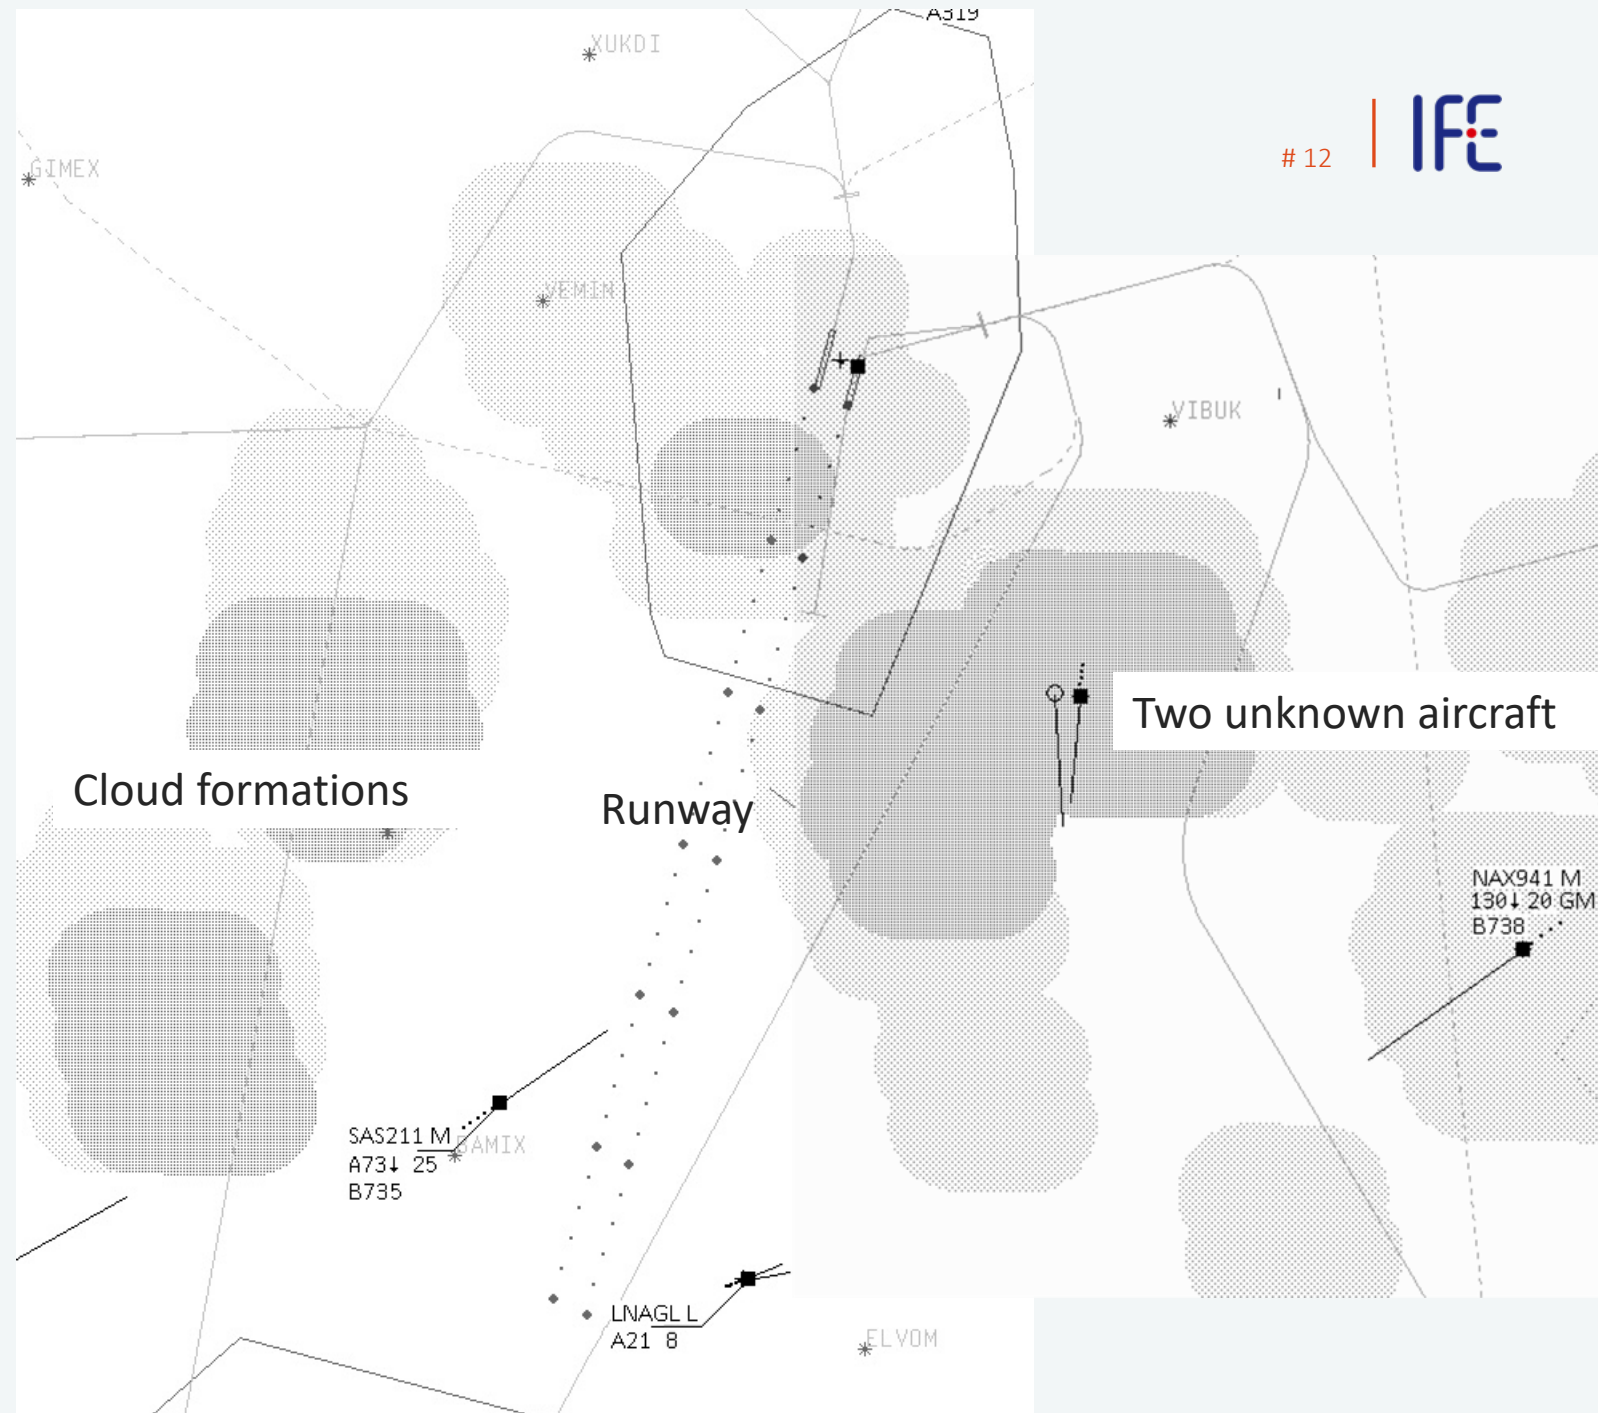 A319
XUKDI
# 12
IFE
GIMEX
VEMIN
VIBUK
Two unknown aircraft
Cloud formations
Runway
NAX941 M
130↓ 20 GM
B738
SAS211 M
A73↓ 25
B735
BAMIX
LNAGL L
A21 8
ELVOM